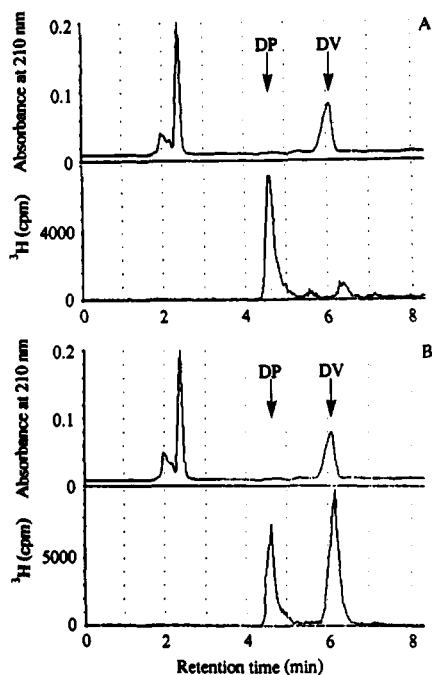 A
DP
DV
0.2
0.1
0
Absorbance at 210 nm
4000
0
³H (cpm)
0 2 4 6 8
B
DP
DV
0.2
0.1
0
Absorbance at 210 nm
5000
0
³H (cpm)
0 2 4 6 8
Retention time (min)